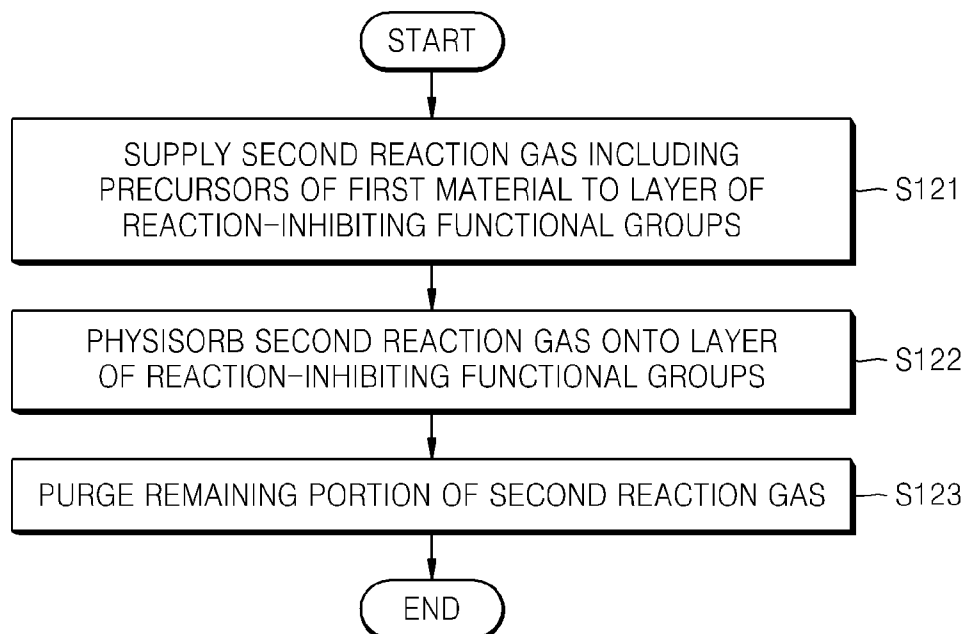 START
SUPPLY SECOND REACTION GAS INCLUDING
PRECURSORS OF FIRST MATERIAL TO LAYER OF
REACTION-INHIBITING FUNCTIONAL GROUPS
S121
PHYSISORB SECOND REACTION GAS ONTO LAYER
OF REACTION-INHIBITING FUNCTIONAL GROUPS
S122
PURGE REMAINING PORTION OF SECOND REACTION GAS
S123
END